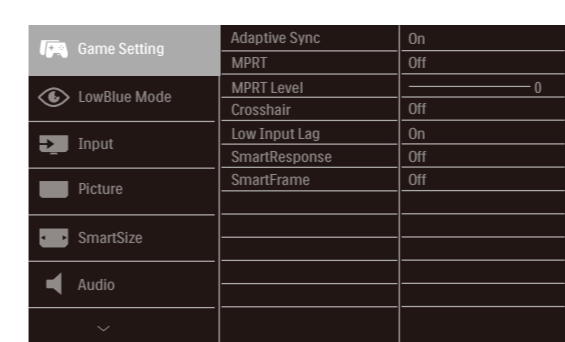 Game Setting
LowBlue Mode
Input
Picture
SmartSize
Audio
Adaptive Sync On
MPRT Off
MPRT Level 0
Crosshair Off
Low Input Lag On
SmartResponse Off
SmartFrame Off